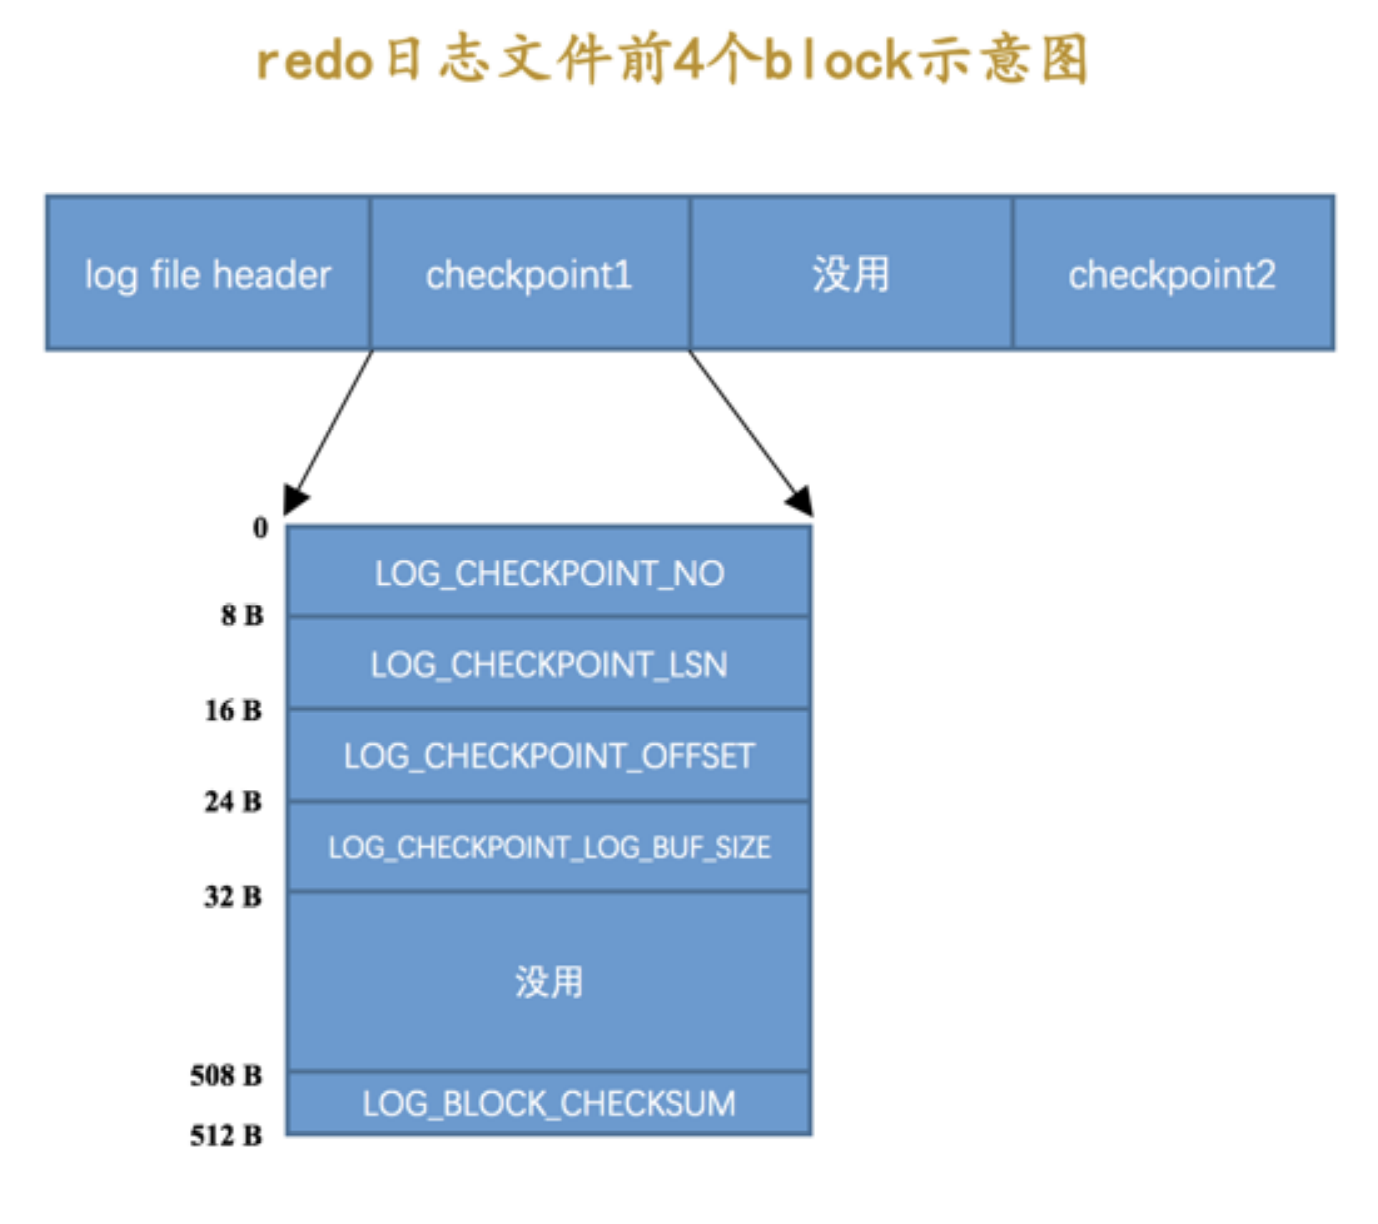 redo日志文件前4个block示意图
log file header
checkpoint1
没用
checkpoint2
0
LOG_CHECKPOINT_NO
8 B
LOG_CHECKPOINT_LSN
16 B
LOG_CHECKPOINT_OFFSET
24 B
LOG_CHECKPOINT_LOG_BUF_SIZE
32 B
没用
508 B
LOG_BLOCK_CHECKSUM
512 B